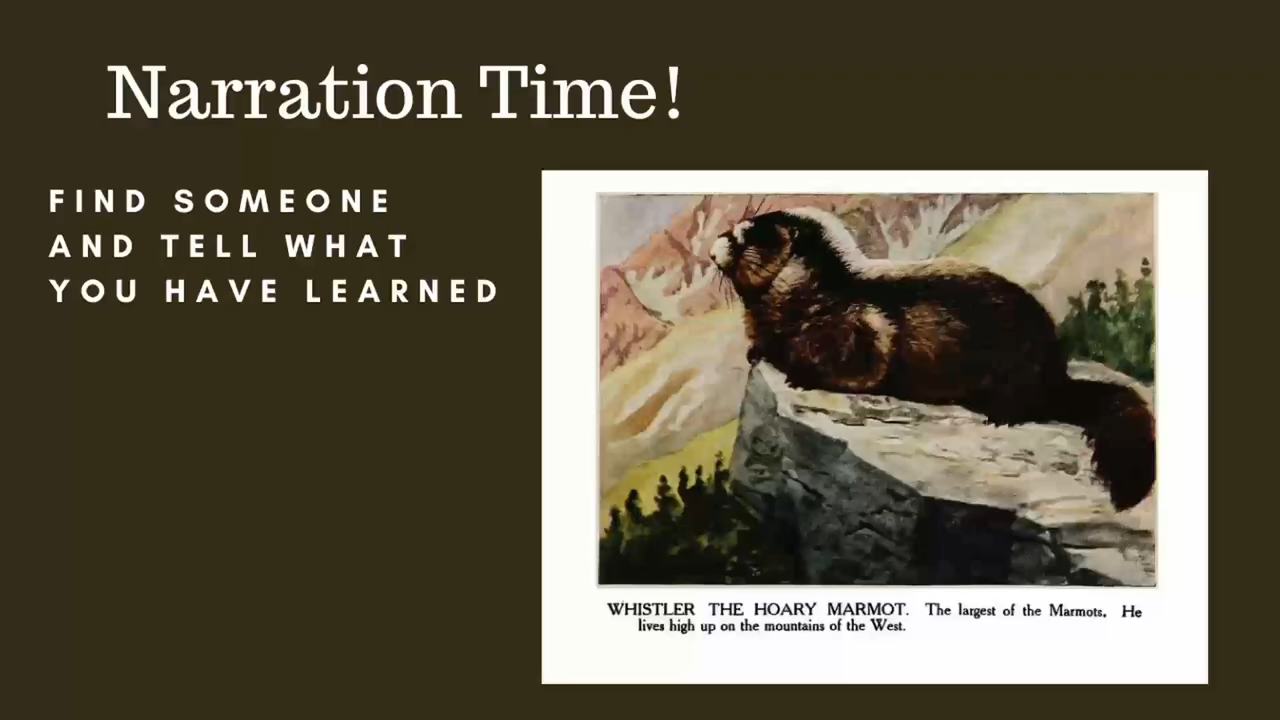 Narration Time!
FIND SOMEONE
AND TELL WHAT
YOU HAVE LEARNED
WHISTLER THE HOARY MARMOT. The largest of the Marmots. He
lives high up on the mountains of the West.